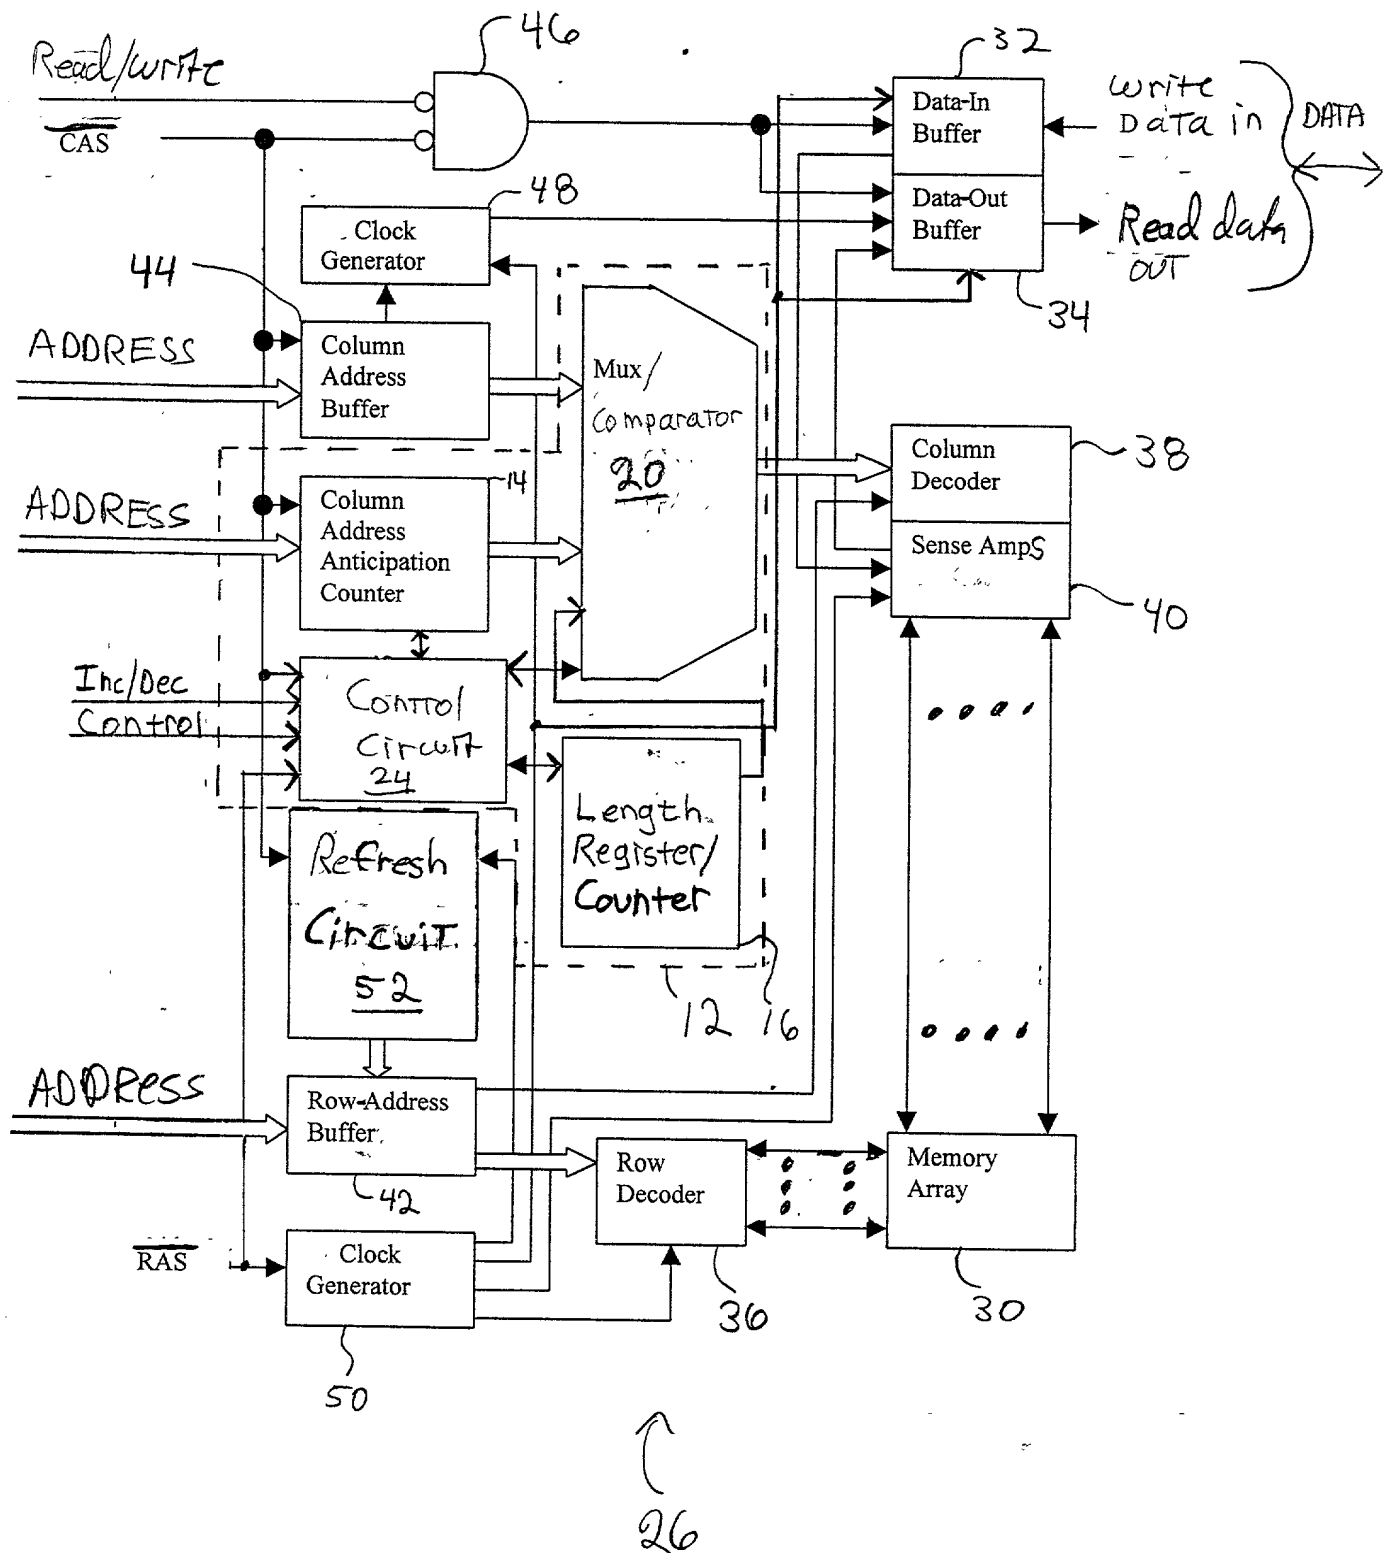 46
32
Read/write
CAS
Data-In
Buffer
write
Data in
DATA
48
Clock
Generator
Data-Out
Buffer
Read data
OUT
34
44
ADDRESS
Column
Address
Buffer
Mux/
Comparator
20
Column
Decoder
38
14
ADDRESS
Column
Address
Anticipation
Counter
Sense Amps
40
Inc/Dec
Control
Control
Circuit
24
Length
Register/
Counter
Refresh
Circuit
52
12
16
ADDRess
Row-Address
Buffer
42
Row
Decoder
36
Memory
Array
30
RAS
Clock
Generator
50
26